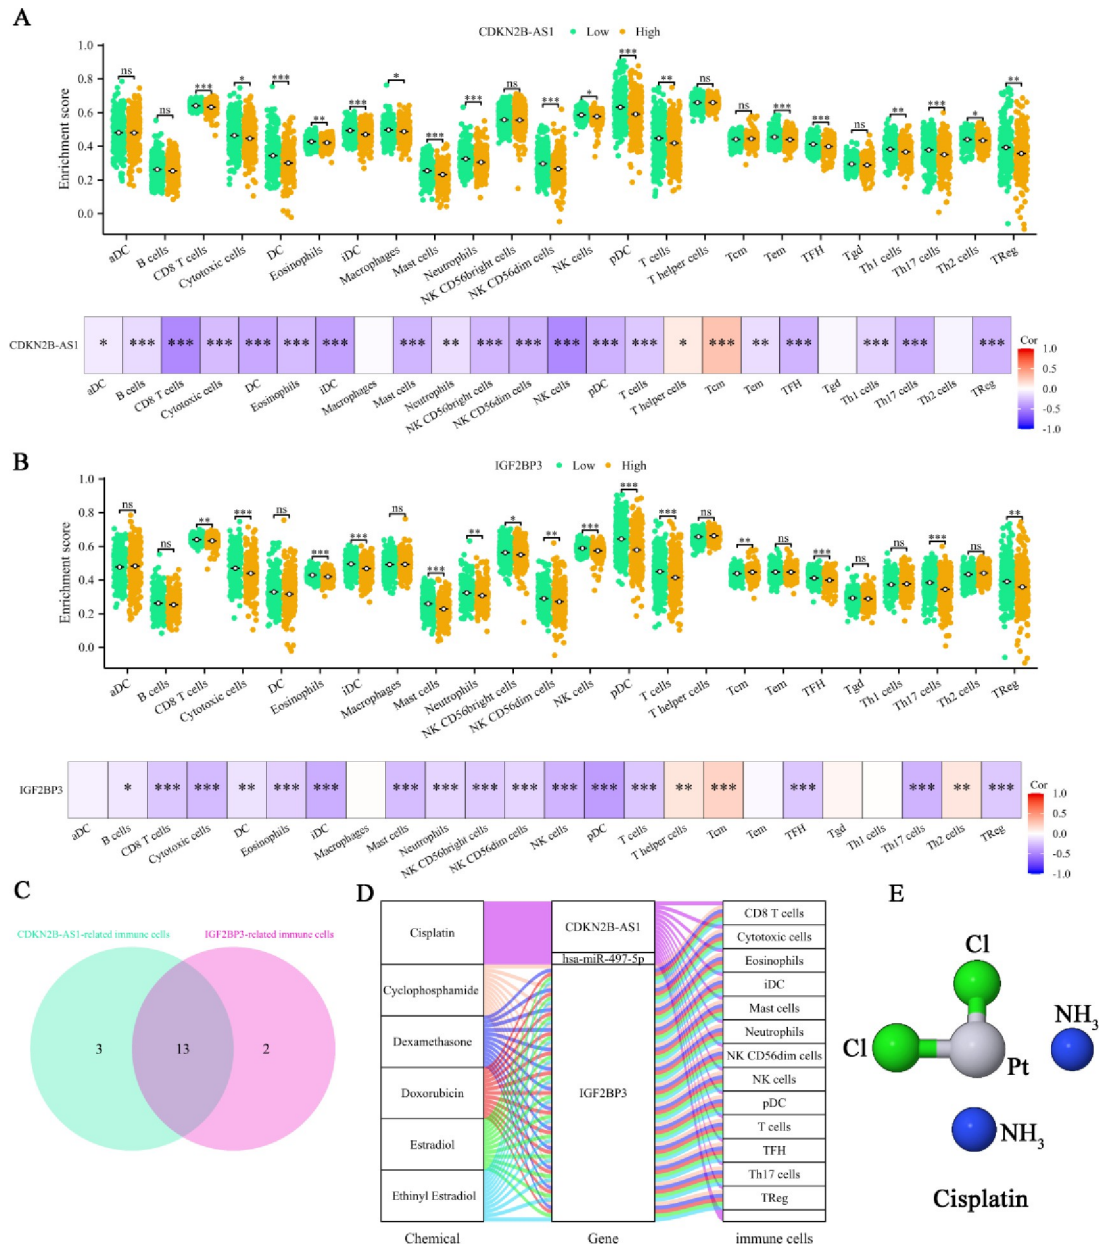 A
CDKN2B-AS1 Low High
Enrichment score
1.0
0.8
0.6
0.4
0.2
0.0
ns ns *** * *** ** *** * *** *** ns *** * *** ** ns ns *** *** ns ** *** * **
aDC
B cells
CD8 T cells
Cytotoxic cells
DC
Eosinophils
iDC
Macrophages
Mast cells
Neutrophils
NK CD56bright cells
NK CD56dim cells
NK cells
pDC
T cells
T helper cells
Tcm
Tem
TFH
Tgd
Th1 cells
Th17 cells
Th2 cells
TReg
CDKN2B-AS1
* *** *** *** *** *** *** *** ** *** *** *** *** *** * *** ** *** *** *** ***
aDC
B cells
CD8 T cells
Cytotoxic cells
DC
Eosinophils
iDC
Macrophages
Mast cells
Neutrophils
NK CD56bright cells
NK CD56dim cells
NK cells
pDC
T cells
T helper cells
Tcm
Tem
TFH
Tgd
Th1 cells
Th17 cells
Th2 cells
TReg
Cor
1.0
0.5
0.0
-0.5
-1.0
B
IGF2BP3 Low High
Enrichment score
1.0
0.8
0.6
0.4
0.2
0.0
ns ns ** *** ns *** *** ns *** ** * ** *** *** *** ns ** ns *** ns ns *** ns **
aDC
B cells
CD8 T cells
Cytotoxic cells
DC
Eosinophils
iDC
Macrophages
Mast cells
Neutrophils
NK CD56bright cells
NK CD56dim cells
NK cells
pDC
T cells
T helper cells
Tcm
Tem
TFH
Tgd
Th1 cells
Th17 cells
Th2 cells
TReg
IGF2BP3
* *** *** ** *** *** *** *** *** *** *** *** *** ** *** *** *** ** ***
aDC
B cells
CD8 T cells
Cytotoxic cells
DC
Eosinophils
iDC
Macrophages
Mast cells
Neutrophils
NK CD56bright cells
NK CD56dim cells
NK cells
pDC
T cells
T helper cells
Tcm
Tem
TFH
Tgd
Th1 cells
Th17 cells
Th2 cells
TReg
Cor
1.0
0.5
0.0
-0.5
-1.0
C
CDKN2B-AS1-related immune cells
IGF2BP3-related immune cells
3
13
2
D
Cisplatin
Cyclophosphamide
Dexamethasone
Doxorubicin
Estradiol
Ethinyl Estradiol
CDKN2B-AS1
hsa-miR-497-5p
IGF2BP3
CD8 T cells
Cytotoxic cells
Eosinophils
iDC
Mast cells
Neutrophils
NK CD56dim cells
NK cells
pDC
T cells
TFH
Th17 cells
TReg
Chemical
Gene
immune cells
E
Cl
Cl
Pt
NH3
NH3
Cisplatin